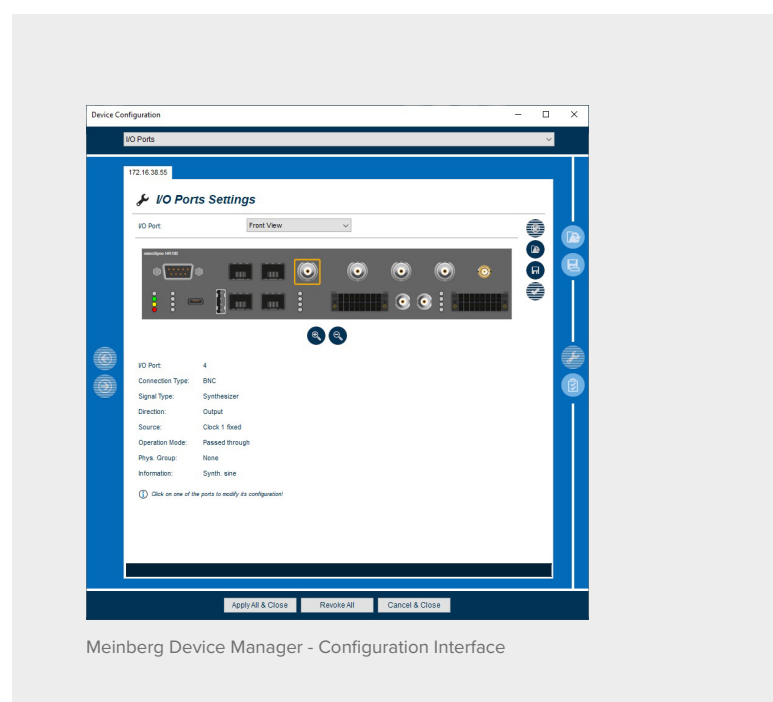 Device Configuration
I/O Ports
172.16.38.55
I/O Ports Settings
I/O Port:
Front View
I/O Port: 4
Connection Type: BNC
Signal Type: Synthesizer
Direction: Output
Source: Clock 1 fixed
Operation Mode: Passed through
Phys. Group: None
Information: Synth. sine
Click on one of the ports to modify its configuration!
Apply All & Close
Revoke All
Cancel & Close
Meinberg Device Manager - Configuration Interface